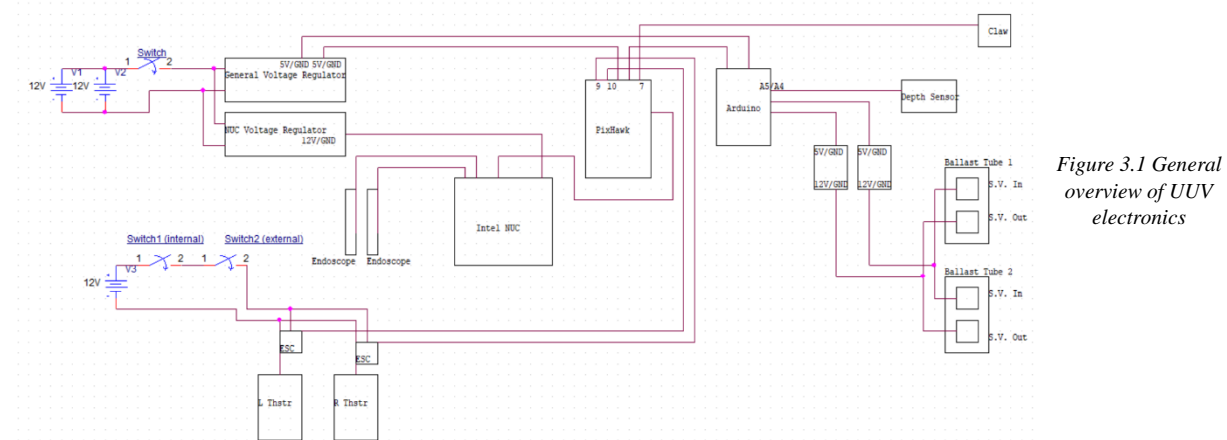 Claw
Switch
1
2
V1
V2
12V
12V
5V/GND 5V/GND
General Voltage Regulator
NUC Voltage Regulator
12V/GND
9 10 7
PixHawk
A5/A4
Arduino
Depth Sensor
5V/GND
12V/GND
5V/GND
12V/GND
Ballast Tube 1
S.V. In
S.V. Out
Ballast Tube 2
S.V. In
S.V. Out
Intel NUC
Endoscope
Endoscope
Switch1 (internal)
Switch2 (external)
1
2
1
2
V3
12V
ESC
ESC
L Thstr
R Thstr
Figure 3.1 General
overview of UUV
electronics